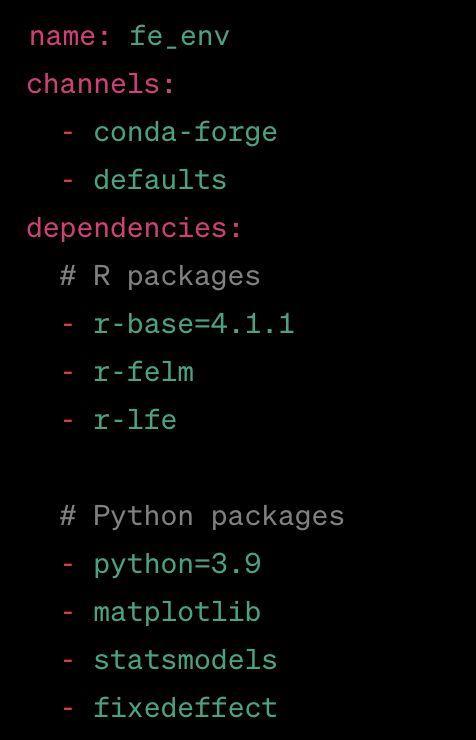 name: fe_env
channels:
  - conda-forge
  - defaults
dependencies:
  # R packages
  - r-base=4.1.1
  - r-felm
  - r-lfe
  # Python packages
  - python=3.9
  - matplotlib
  - statsmodels
  - fixedeffect